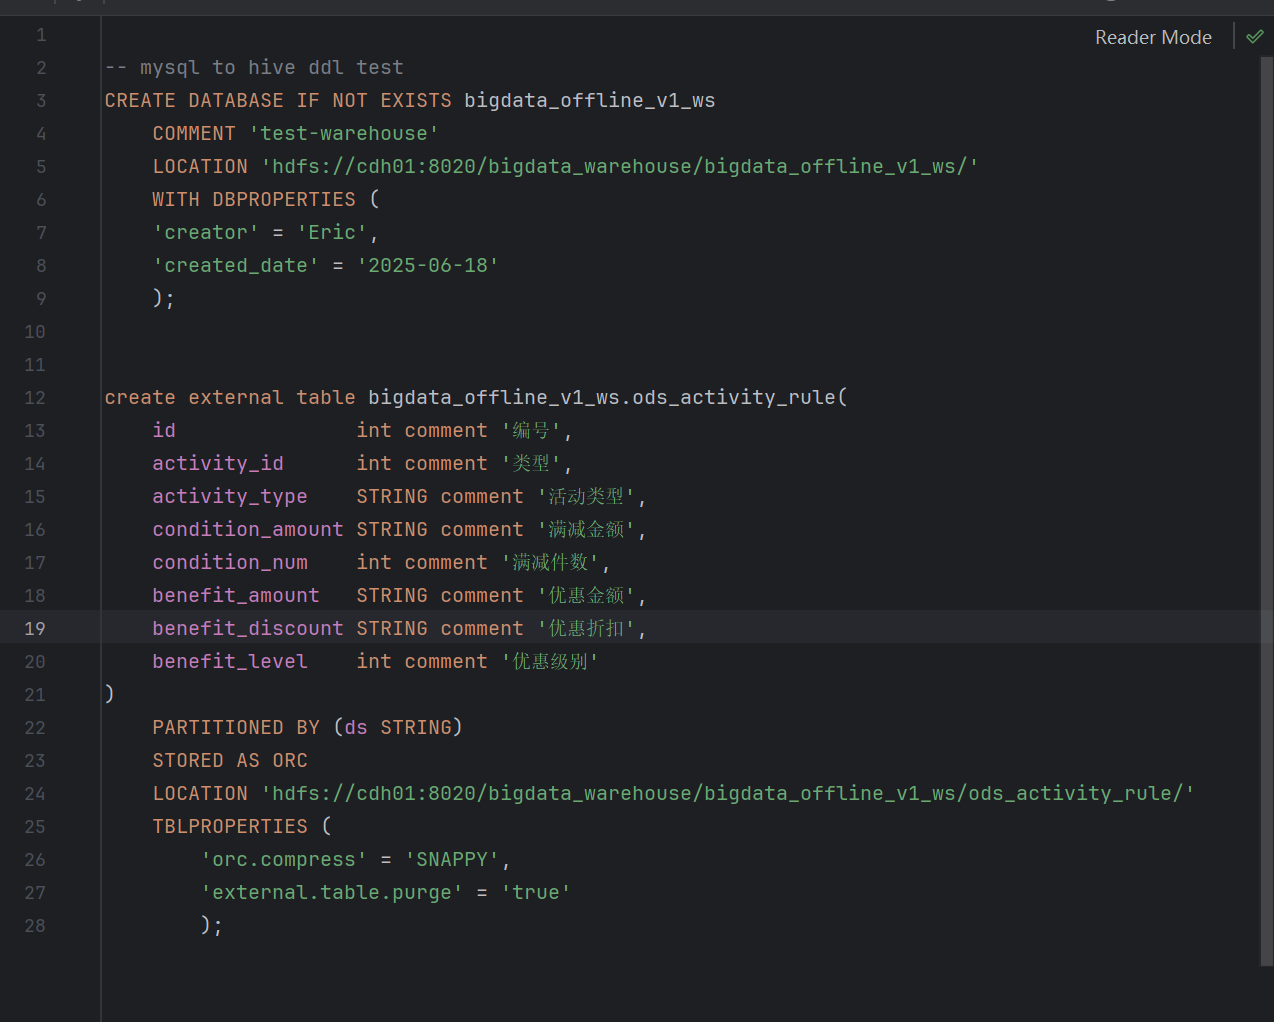 Reader Mode
1
2 -- mysql to hive ddl test
3 CREATE DATABASE IF NOT EXISTS bigdata_offline_v1_ws
4     COMMENT 'test-warehouse'
5     LOCATION 'hdfs://cdh01:8020/bigdata_warehouse/bigdata_offline_v1_ws/'
6     WITH DBPROPERTIES (
7     'creator' = 'Eric',
8     'created_date' = '2025-06-18'
9     );
10
11
12 create external table bigdata_offline_v1_ws.ods_activity_rule(
13     id               int comment '编号',
14     activity_id      int comment '类型',
15     activity_type    STRING comment '活动类型',
16     condition_amount STRING comment '满减金额',
17     condition_num    int comment '满减件数',
18     benefit_amount   STRING comment '优惠金额',
19     benefit_discount STRING comment '优惠折扣',
20     benefit_level    int comment '优惠级别'
21 )
22     PARTITIONED BY (ds STRING)
23     STORED AS ORC
24     LOCATION 'hdfs://cdh01:8020/bigdata_warehouse/bigdata_offline_v1_ws/ods_activity_rule/'
25     TBLPROPERTIES (
26         'orc.compress' = 'SNAPPY',
27         'external.table.purge' = 'true'
28         );